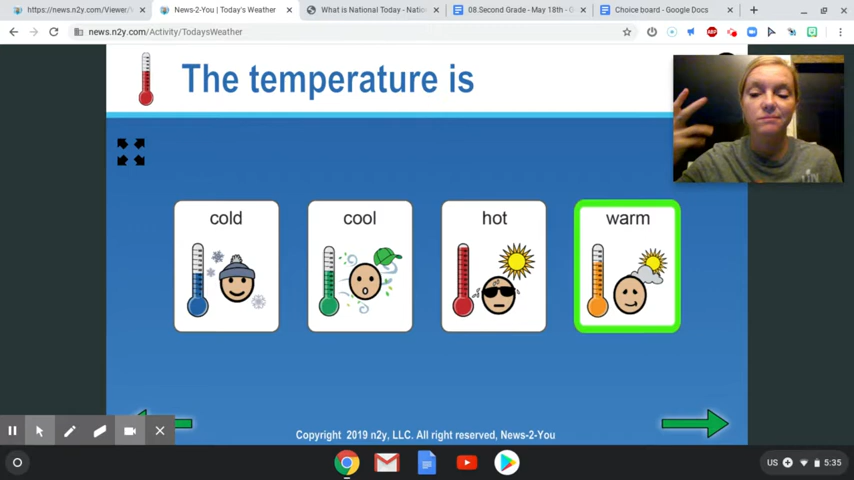 https://news.n2y.com/Viewer/
News-2-You | Today's Weather
What is National Today - Natio
08.Second Grade - May 18th - G
Choice board - Google Docs
news.n2y.com/Activity/TodaysWeather
ABP
The temperature is
cold
cool
hot
warm
Copyright 2019 n2y, LLC. All right reserved, News-2-You
US
5:35